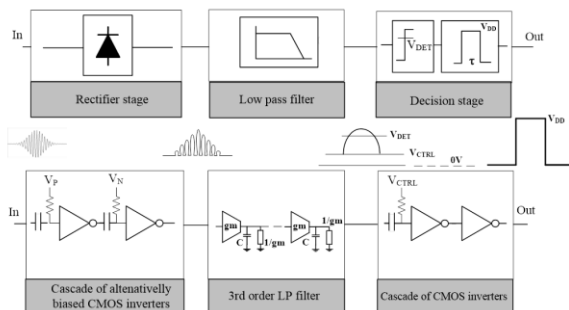 In
V_DET
V_DD
τ
Out
Rectifier stage
Low pass filter
Decision stage
V_DET
V_CTRL
0V
V_DD
V_P
V_N
V_CTRL
In
gm
C
1/gm
gm
C
1/gm
Out
Cascade of altenativelly
biased CMOS inverters
3rd order LP filter
Cascade of CMOS inverters